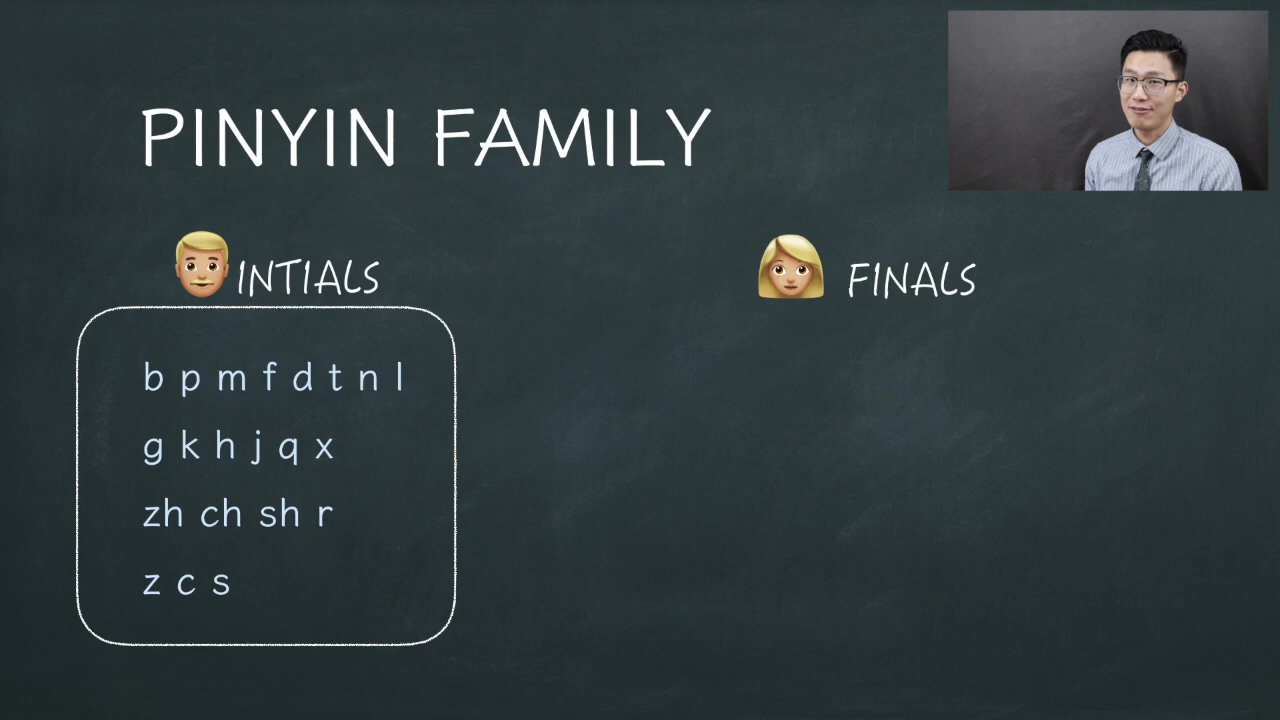 PINYIN FAMILY
INTIALS
FINALS
b p m f d t n l
g k h j q x
zh ch sh r
z c s